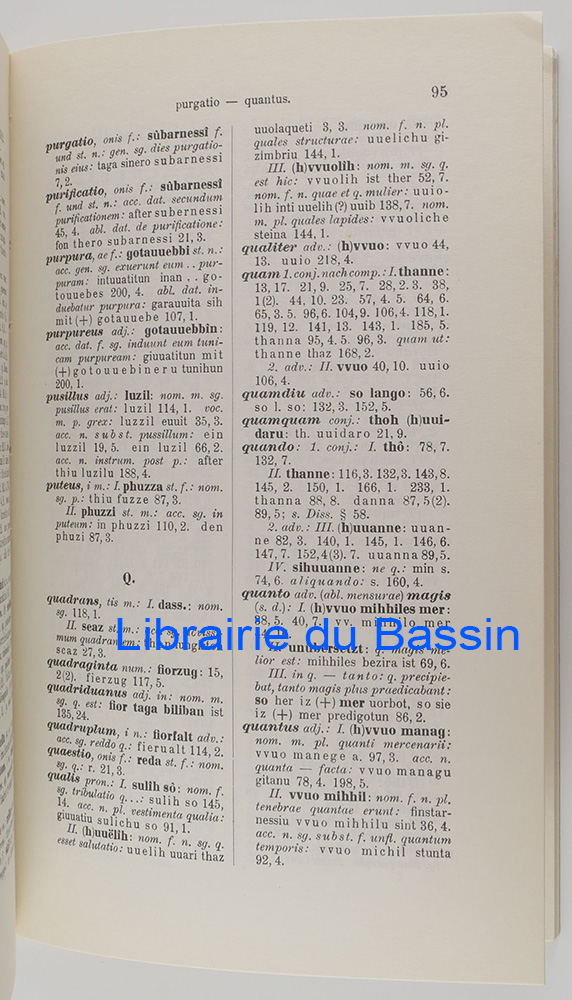 purgatio — quantus.
95
purgatio, onis f.: sûbarnessî f.
und st. n.: gen. sg. dies purgatio-
nis eius: taga sinero subarnessi
7, 2.
purificatio, onis f.: sûbarnessî
f. und st. n.: acc. dat. secundum
purificationem: after subernessi
45, 4. abl. dat. de purificatione:
fon thero subarnessi 21, 3.
purpura, ae f.: gotauuebbi st. n.:
acc. gen. sg. exuerunt eum . . pur-
puram: intuuatitun inan . . go-
touuebes 200, 4. abl. dat. in-
duebatur purpura: garauuita sih
mit (+) gotauuebe 107, 1.
purpureus adj.: gotauuebbîn:
acc. dat. f. sg. induunt eum tuni-
cam purpuream: giuuatitun mit
(+) gotouuebineru tunihun
200, 1.
pusillus adj.: luzil: nom. m. sg.
pusillus erat: luzil 114, 1. voc.
m. p. grex: luzzil euuit 35, 3.
acc. n. subst. pussillum: ein
luzzil 19, 5. ein luzil 66, 2.
acc. n. instrum. post p.: after
thiu luzilu 188, 4.
puteus, i m.: I. phuzza st. f.: nom.
sg. p.: thiu fuzze 87, 3.
II. phuzzi st. m.: acc. sg. in
puteum: in phuzzi 110, 2. den
phuzi 87, 3.
Q.
quadrans, tis m.: I. dass.: nom.
sg. 118, 1.
II. scaz st. m.:
mum quadrantem:
scaz 27, 3.
quadraginta num.: fiorzug: 15,
2(2). fierzug 117, 5.
quadriduanus adj. in: nom. m.
sg. q. est: fior taga biliban ist
135, 24.
quadruplum, i n.: fiorfalt adv.:
acc. sg. reddo q.: fierualt 114, 2.
quaestio, onis f.: reda st. f.: nom.
sg. q.: r. 21, 3.
qualis pron.: I. sulih sô: nom. f.
sg. tribulatio q. . .: sulih so 145,
14. acc. n. pl. vestimenta qualia:
giuuatiu sulichu so 91, 1.
II. (h)uuëlih: nom. f. n. sg. q.
esset salutatio: uuelih uuari thaz
uuolaqueti 3, 3. nom. f. n. pl.
quales structurae: uuelichu gi-
zimbriu 144, 1.
III. (h)vvuolih: nom. m. sg. q.
est hic: vvuolih ist ther 52, 7.
nom. f. n. quae et q. mulier: uuio-
lih inti uuelih (?) uuib 138, 7. nom.
m. pl. quales lapides: vvuoliche
steina 144, 1.
qualiter adv.: (h)vvuo: vvuo 44,
13. uuio 218, 4.
quam 1. conj. nach comp.: I. thanne:
13, 17. 21, 9. 25, 7. 28, 2. 3. 38,
1(2). 44, 10. 23. 57, 4. 5. 64, 6.
65, 3. 5. 96, 6. 104, 9. 106, 4. 118, 1.
119, 12. 141, 13. 143, 1. 185, 5.
thanna 95, 4. 5. 96, 3. quam ut:
thanne thaz 168, 2.
2. adv.: II. vvuo 40, 10. uuio
106, 4.
quamdiu adv.: so lango: 56, 6.
so l. so: 132, 3. 152, 5.
quamquam conj.: thoh (h)uui-
daru: th. uuidaro 21, 9.
quando: 1. conj.: I. thô: 78, 7.
132, 7.
II. thanne: 116, 3. 132, 3. 143, 8.
145, 2. 150, 1. 166, 1. 233, 1.
thanna 88, 8. danna 87, 5(2).
89, 5; s. Diss. § 58.
2. adv.: III. (h)uuanne: uuan-
ne 82, 3. 140, 1. 145, 1. 146, 6.
147, 7. 152, 4(3). 7. uuanna 89, 5.
IV. sihuuanne: ne q.: min s.
74, 6. aliquando: s. 160, 4.
quanto adv. (abl. mensurae) magis
(s. d.): I. (h)vvuo mihhiles mer:
88, 5. 40, 7. vv.
Librairie du Bassin
II. unübersetzt: q. magis me-
lior est: mihhiles bezira ist 69, 6.
III. in q. — tanto: q. precipie-
bat, tanto magis plus praedicabant:
so her iz (+) mer uorbot, so sie
iz (+) mer predigotun 86, 2.
quantus adj.: I. (h)vvuo manag:
nom. m. pl. quanti mercenarii:
vvuo manege a. 97, 3. acc. n.
quanta — facta: vvuo managu
gitanu 78, 4. 198, 5.
II. vvuo mihhil: nom. f. n. pl.
tenebrae quantae erunt: finstar-
nessiu vvuo mihhilu sint 36, 4.
acc. n. sg. subst. f. unfl. quantum
temporis: vvuo michil stunta
92, 4.